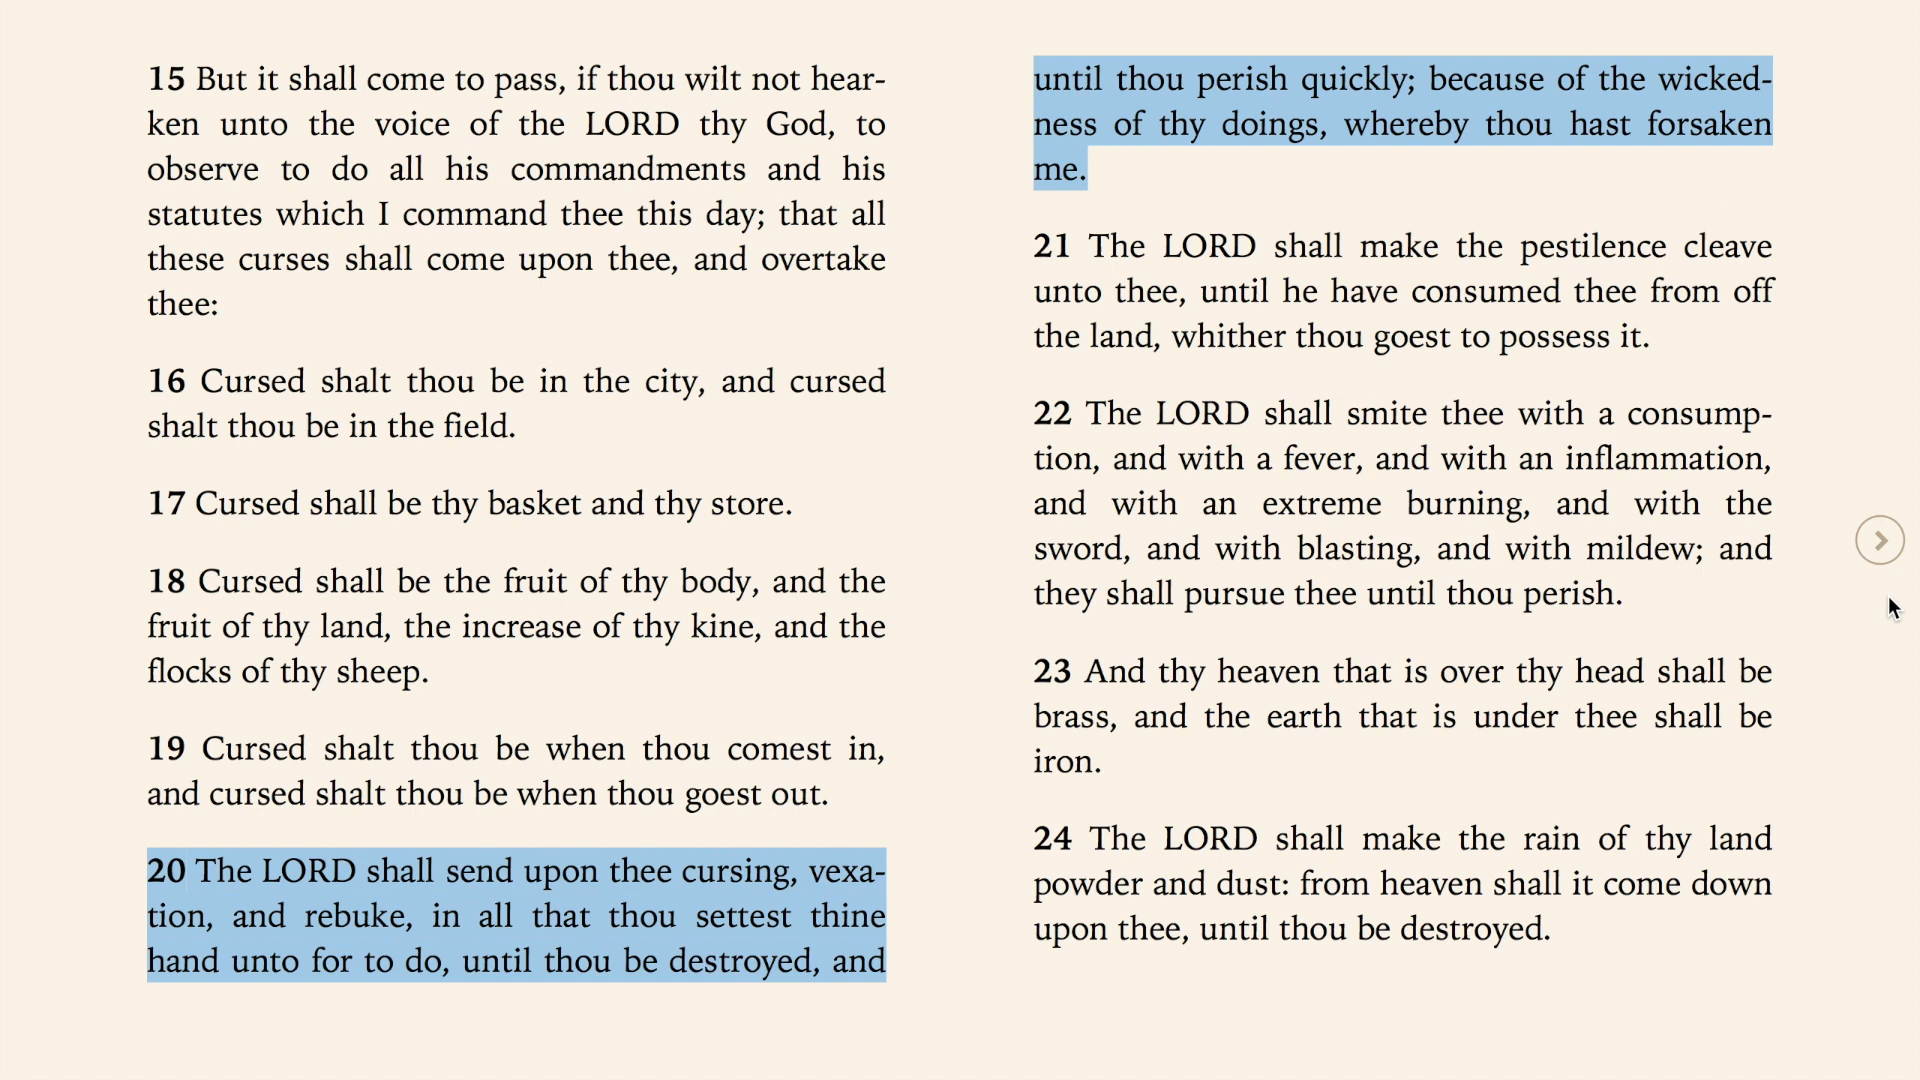 15 But it shall come to pass, if thou wilt not hear-
ken unto the voice of the LORD thy God, to
observe to do all his commandments and his
statutes which I command thee this day; that all
these curses shall come upon thee, and overtake
thee:
16 Cursed shalt thou be in the city, and cursed
shalt thou be in the field.
17 Cursed shall be thy basket and thy store.
18 Cursed shall be the fruit of thy body, and the
fruit of thy land, the increase of thy kine, and the
flocks of thy sheep.
19 Cursed shalt thou be when thou comest in,
and cursed shalt thou be when thou goest out.
20 The LORD shall send upon thee cursing, vexa-
tion, and rebuke, in all that thou settest thine
hand unto for to do, until thou be destroyed, and
until thou perish quickly; because of the wicked-
ness of thy doings, whereby thou hast forsaken
me.
21 The LORD shall make the pestilence cleave
unto thee, until he have consumed thee from off
the land, whither thou goest to possess it.
22 The LORD shall smite thee with a consump-
tion, and with a fever, and with an inflammation,
and with an extreme burning, and with the
sword, and with blasting, and with mildew; and
they shall pursue thee until thou perish.
23 And thy heaven that is over thy head shall be
brass, and the earth that is under thee shall be
iron.
24 The LORD shall make the rain of thy land
powder and dust: from heaven shall it come down
upon thee, until thou be destroyed.